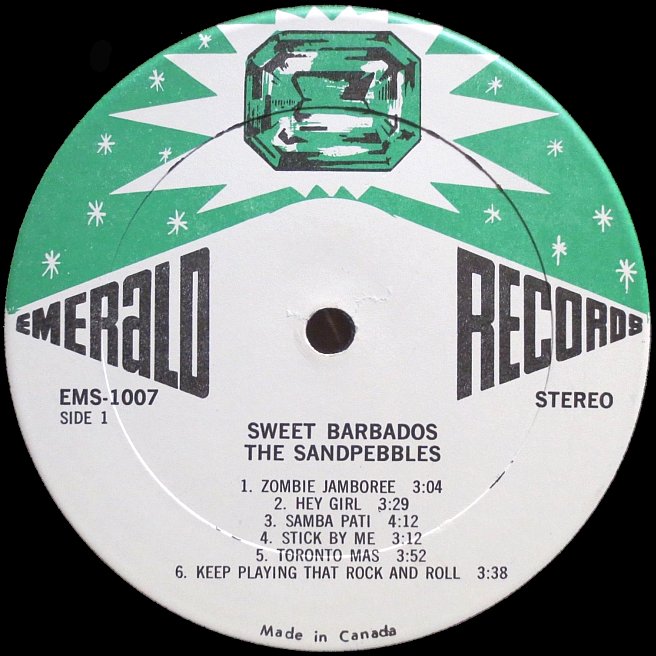 EMERALD RECORDS
EMS-1007
SIDE 1
STEREO
SWEET BARBADOS
THE SANDPEBBLES
1. ZOMBIE JAMBOREE 3:04
2. HEY GIRL 3:29
3. SAMBA PATI 4:12
4. STICK BY ME 3:12
5. TORONTO MAS 3:52
6. KEEP PLAYING THAT ROCK AND ROLL 3:38
Made in Canada